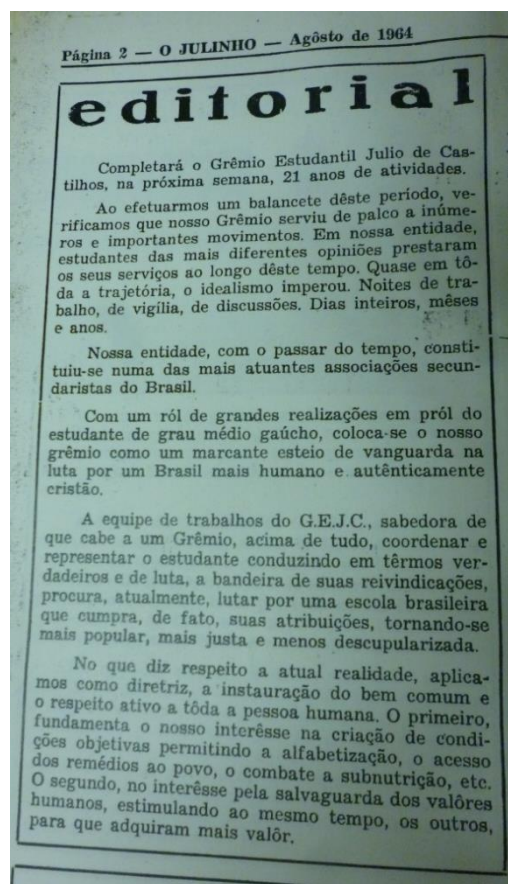 Página 2 — O JULINHO — Agôsto de 1964
editorial
Completará o Grêmio Estudantil Julio de Cas-
tilhos, na próxima semana, 21 anos de atividades.
Ao efetuarmos um balancete dêste período, ve-
rificamos que nosso Grêmio serviu de palco a inúme-
ros e importantes movimentos. Em nossa entidade,
estudantes das mais diferentes opiniões prestaram
os seus serviços ao longo dêste tempo. Quase em tô-
da a trajetória, o idealismo imperou. Noites de tra-
balho, de vigília, de discussões. Dias inteiros, mêses
e anos.
Nossa entidade, com o passar do tempo, consti-
tuiu-se numa das mais atuantes associações secun-
daristas do Brasil.
Com um ról de grandes realizações em pról do
estudante de grau médio gaúcho, coloca-se o nosso
grêmio como um marcante esteio de vanguarda na
luta por um Brasil mais humano e autênticamente
cristão.
A equipe de trabalhos do G.E.J.C., sabedora de
que cabe a um Grêmio, acima de tudo, coordenar e
representar o estudante conduzindo em têrmos ver-
dadeiros e de luta, a bandeira de suas reivindicações,
procura, atualmente, lutar por uma escola brasileira
que cumpra, de fato, suas atribuições, tornando-se
mais popular, mais justa e menos descupularizada.
No que diz respeito a atual realidade, aplica-
mos como diretriz, a instauração do bem comum e
o respeito ativo a tôda a pessoa humana. O primeiro,
fundamenta o nosso interêsse na criação de condi-
ções objetivas permitindo a alfabetização, o acesso
dos remédios ao povo, o combate a subnutrição, etc.
O segundo, no interêsse pela salvaguarda dos valôres
humanos, estimulando ao mesmo tempo, os outros,
para que adquiram mais valôr.